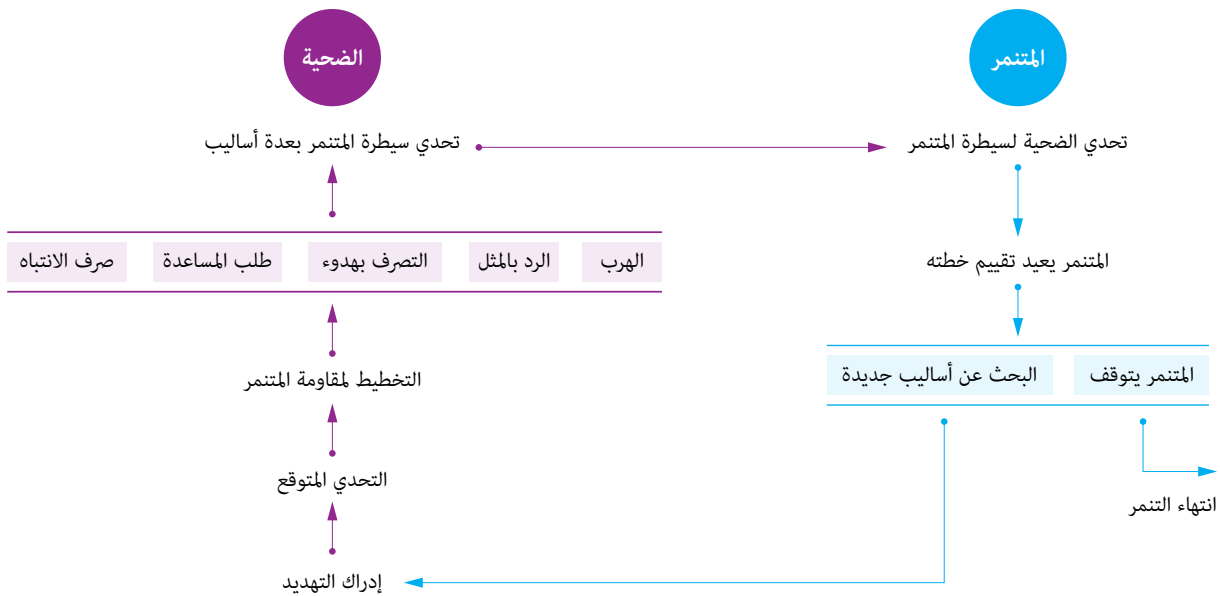 المتنمر
الضحية
تحدي الضحية لسيطرة المتنمر
تحدي سيطرة المتنمر بعدة أساليب
المتنمر يعيد تقييم خطته
الهرب
الرد بالمثل
التصرف بهدوء
طلب المساعدة
صرف الانتباه
المتنمر يتوقف
البحث عن أساليب جديدة
التخطيط لمقاومة المتنمر
التحدي المتوقع
انتهاء التنمر
إدراك التهديد